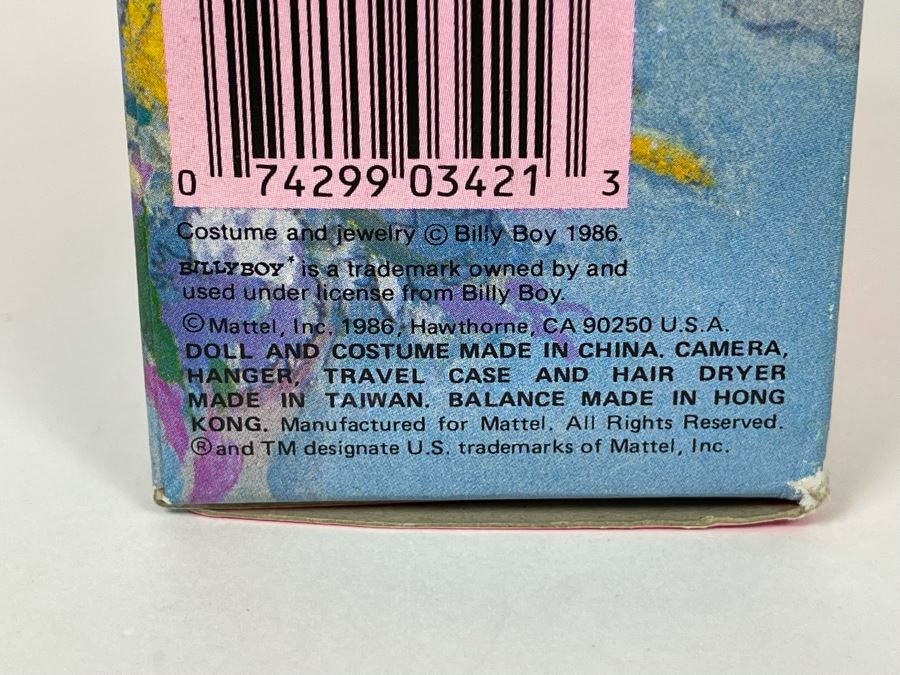 0 74299 03421 3
Costume and jewelry © Billy Boy 1986.
BILLYBOY* is a trademark owned by and
used under license from Billy Boy.
©Mattel, Inc. 1986, Hawthorne, CA 90250 U.S.A.
DOLL AND COSTUME MADE IN CHINA. CAMERA,
HANGER, TRAVEL CASE AND HAIR DRYER
MADE IN TAIWAN. BALANCE MADE IN HONG
KONG. Manufactured for Mattel. All Rights Reserved.
®and TM designate U.S. trademarks of Mattel, Inc.